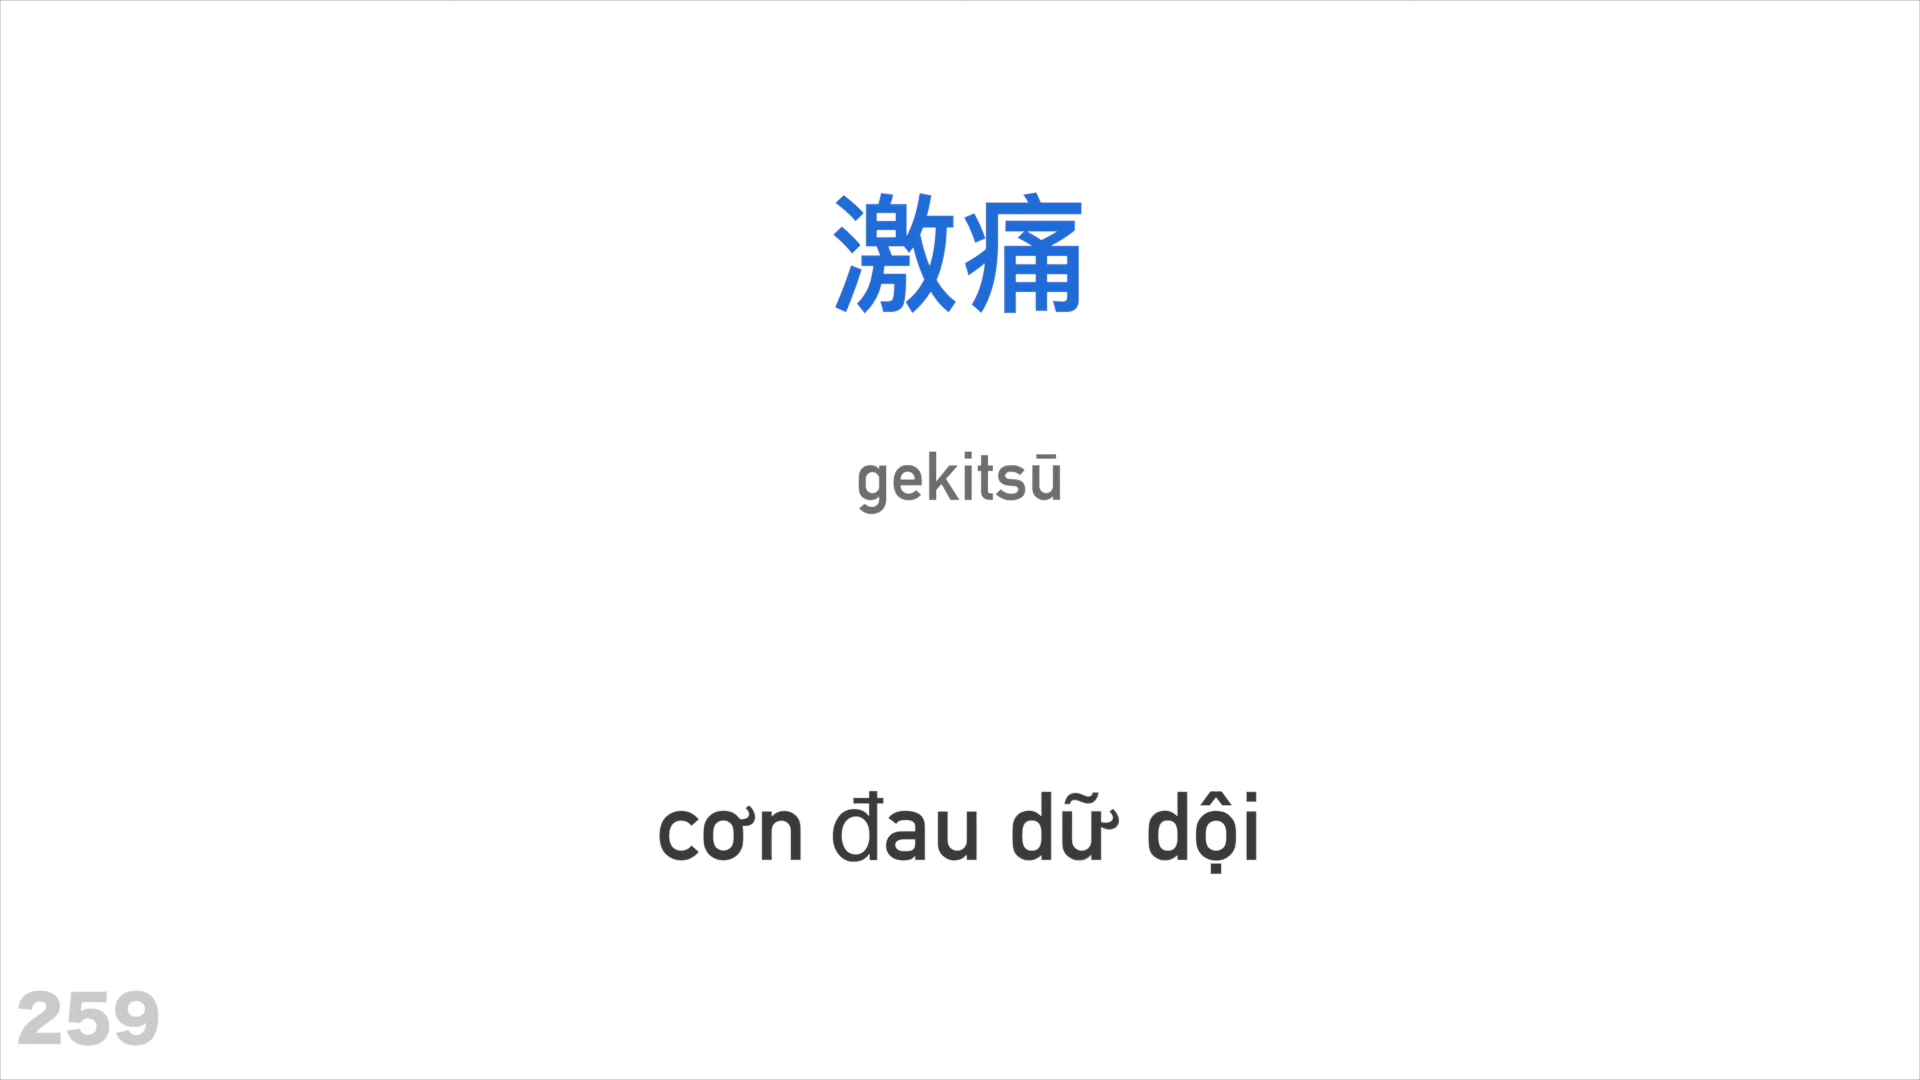 激痛
gekitsū
cơn đau dữ dội
259